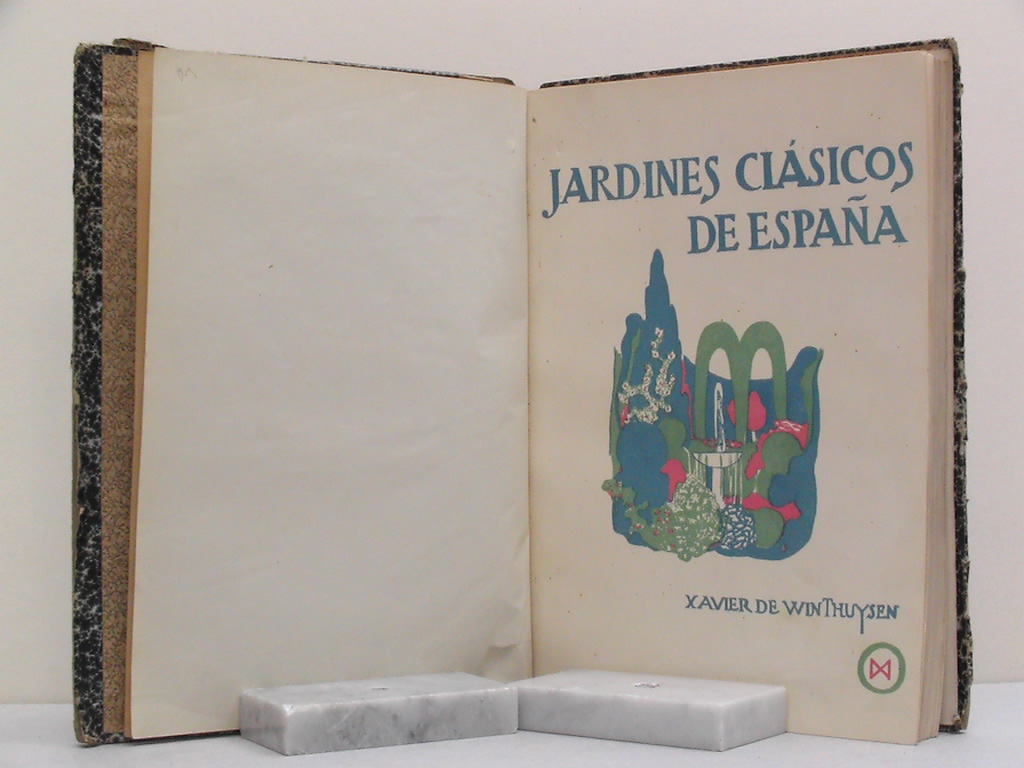 JARDINES CLÁSICOS
DE ESPAÑA
XAVIER DE WINTHUYSEN